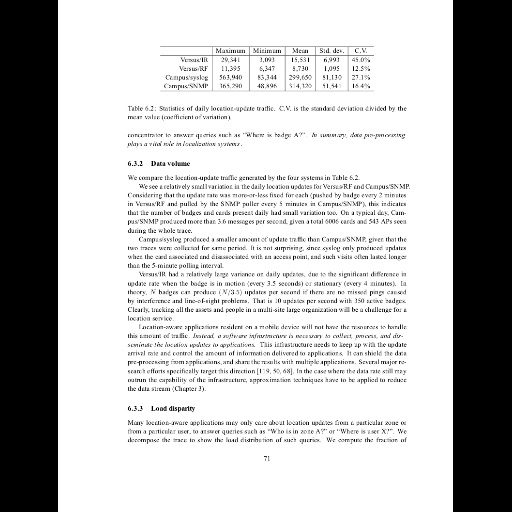 Maximum Minimum Mean Std. dev. C.V.
Versus/IR 29,341 3,093 15,531 6,993 45.0%
Versus/RF 11,395 6,347 8,730 1,095 12.5%
Campus/syslog 563,940 83,344 299,650 81,130 27.1%
Campus/SNMP 365,290 48,896 314,320 51,541 16.4%
Table 6.2: Statistics of daily location-update traffic. C.V. is the standard deviation divided by the
mean value (coefficient of variation).
concentrator to answer queries such as "Where is badge A?" In summary, data pre-processing
plays a vital role in localization systems.
6.3.2 Data volume
We compare the location-update traffic generated by the four systems in Table 6.2.
We see a relatively small variation in the daily location updates for Versus/RF and Campus/SNMP.
Considering that the update rate was more-or-less fixed for each (pushed by badge every 2 minutes
in Versus/RF and pulled by the SNMP poller every 5 minutes in Campus/SNMP), this indicates
that the number of badges and cards present daily had small variation too. On a typical day, Cam-
pus/SNMP produced more than 3.6 messages per second, given a total 6006 cards and 543 APs seen
during the whole trace.
Campus/syslog produced a smaller amount of update traffic than Campus/SNMP, given that the
two traces were collected for same period. It is not surprising, since syslog only produced updates
when the card associated and disassociated with an access point, and such visits often lasted longer
than the 5-minute polling interval.
Versus/IR had a relatively large variance on daily updates, due to the significant difference in
update rate when the badge is in motion (every 3.5 seconds) or stationary (every 4 minutes). In
theory, N badges can produce (N/3.5) updates per second if there are no missed pings caused
by interference and line-of-sight problems. That is 10 updates per second with 350 active badges.
Clearly, tracking all the assets and people in a multi-site large organization will be a challenge for a
location service.
Location-aware applications resident on a mobile device will not have the resources to handle
this amount of traffic. Instead, a software infrastructure is necessary to collect, process, and dis-
seminate the location updates to applications. This infrastructure needs to keep up with the update
arrival rate and control the amount of information delivered to applications. It can shield the data
pre-processing from applications, and share the results with multiple applications. Several major re-
search efforts specifically target this direction [119, 50, 68]. In the case where the data rate still may
outrun the capability of the infrastructure, approximation techniques have to be applied to reduce
the data stream (Chapter 3).
6.3.3 Load disparity
Many location-aware applications may only care about location updates from a particular zone or
from a particular user, to answer queries such as "Who is in zone A?" or "Where is user X?". We
decompose the trace to show the load distribution of such queries. We compute the fraction of
71